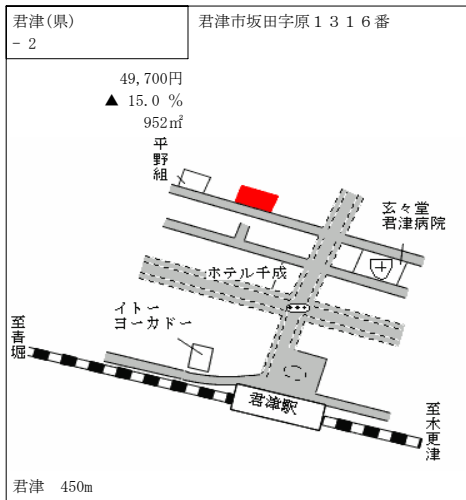 君津(県)
- 2
君津市坂田字原１３１６番
49,700円
▲ 15.0 %
952㎡
平野組
玄々堂
君津病院
ホテル千成
イトー
ヨーカドー
至青堀
君津駅
至木更津
君津 450m